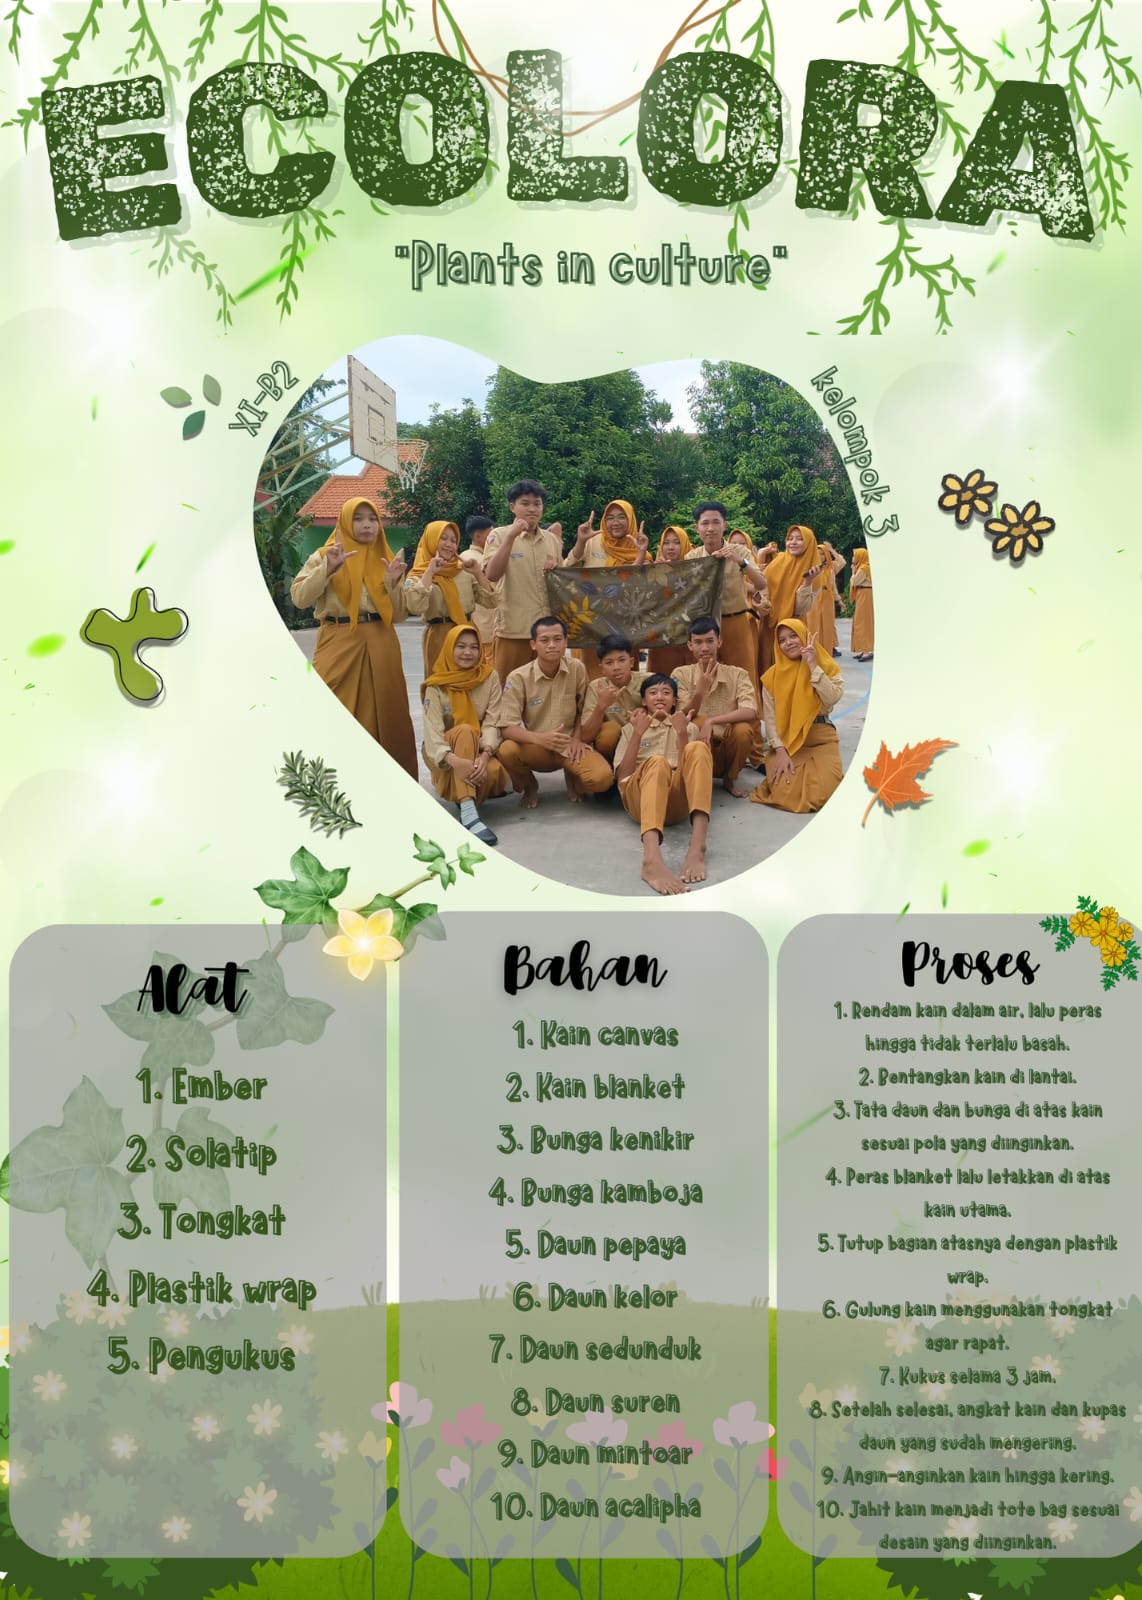 ECOLORA
"Plants in culture"
XI-B2
kelompok 3
Alat
1. Ember
2. Solatip
3. Tongkat
4. Plastik wrap
5. Pengukus
Bahan
1. Kain canvas
2. Kain blanket
3. Bunga kenikir
4. Bunga kamboja
5. Daun pepaya
6. Daun kelor
7. Daun sedunduk
8. Daun suren
9. Daun mintoar
10. Daun acalipha
Proses
1. Rendam kain dalam air, lalu peras
hingga tidak terlalu basah.
2. Bentangkan kain di lantai.
3. Tata daun dan bunga di atas kain
sesuai pola yang diinginkan.
4. Peras blanket lalu letakkan di atas
kain utama.
5. Tutup bagian atasnya dengan plastik
wrap.
6. Gulung kain menggunakan tongkat
agar rapat.
7. Kukus selama 3 jam.
8. Setelah selesai, angkat kain dan kupas
daun yang sudah mengering.
9. Angin-anginkan kain hingga kering.
10. Jahit kain menjadi tote bag sesuai
desain yang diinginkan.